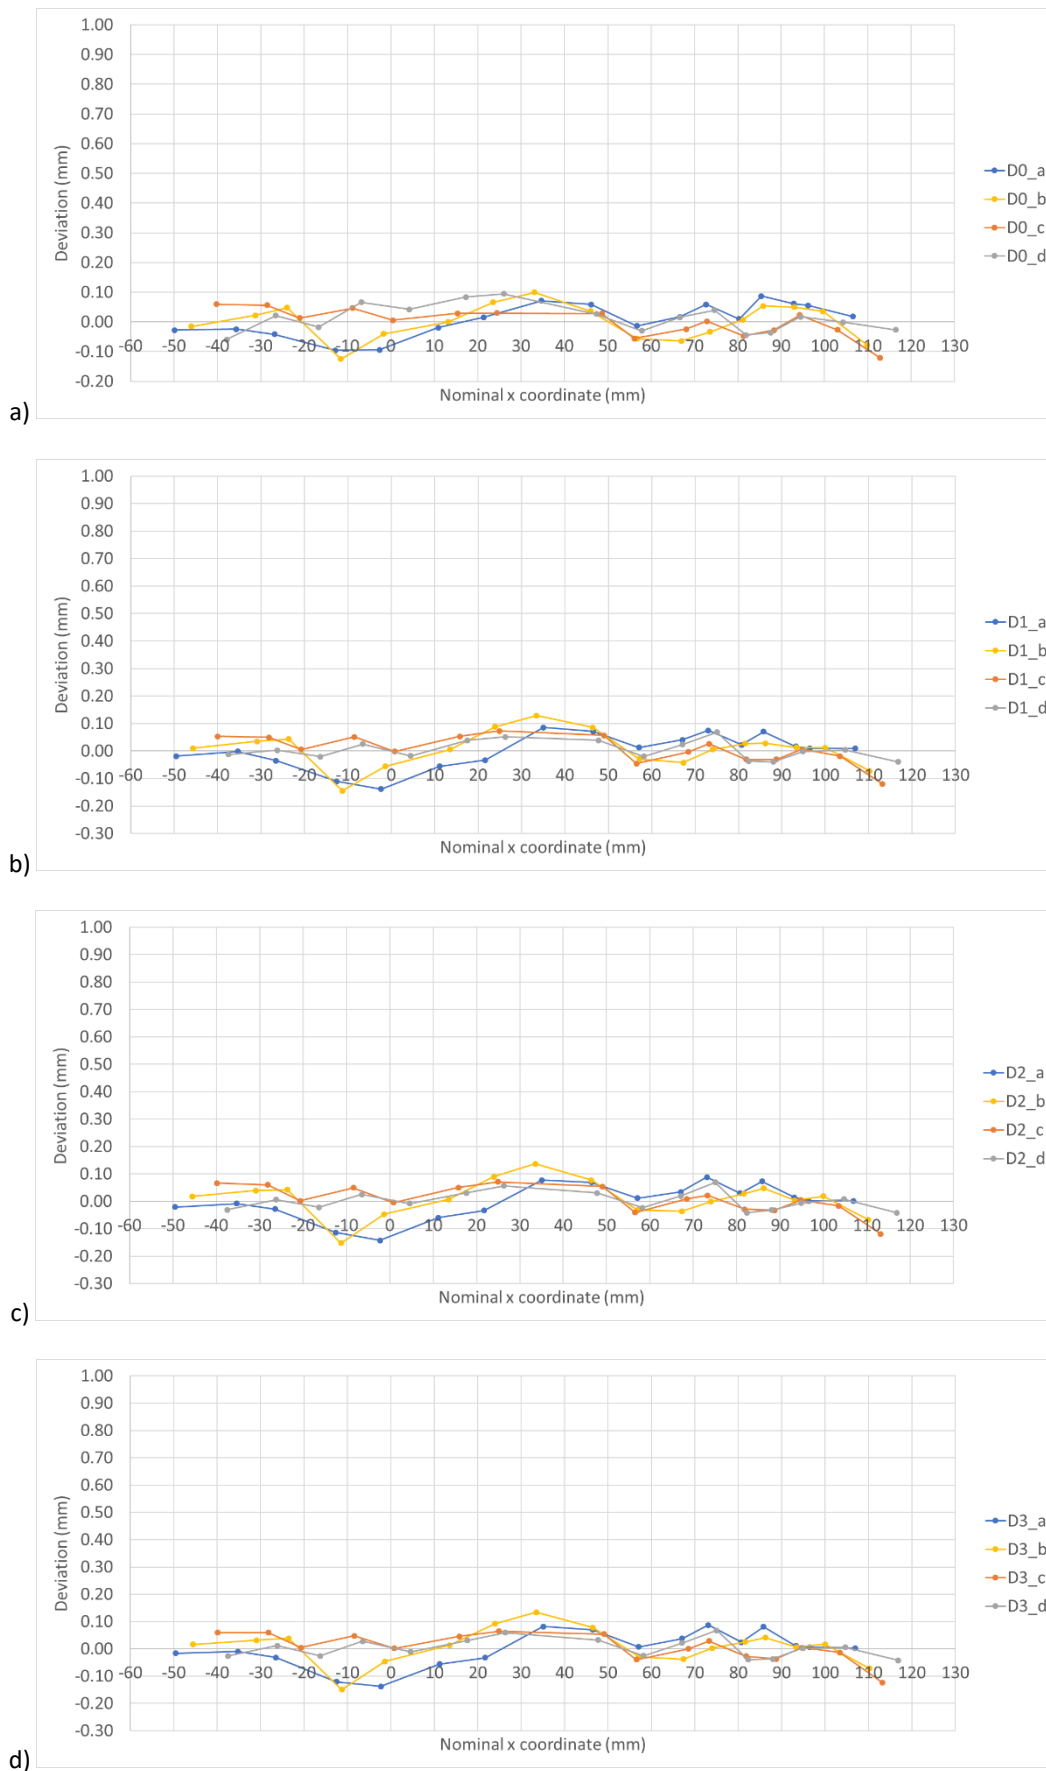 1.00
0.90
0.80
0.70
0.60
0.50
0.40
0.30
0.20
0.10
0.00
-0.10
-0.20
Deviation (mm)
-60 -50 -40 -30 -20 -10 0 10 20 30 40 50 60 70 80 90 100 110 120 130
Nominal x coordinate (mm)
D0_a
D0_b
D0_c
D0_d
a)
1.00
0.90
0.80
0.70
0.60
0.50
0.40
0.30
0.20
0.10
0.00
-0.10
-0.20
-0.30
Deviation (mm)
-60 -50 -40 -30 -20 -10 0 10 20 30 40 50 60 70 80 90 100 110 120 130
Nominal x coordinate (mm)
D1_a
D1_b
D1_c
D1_d
b)
1.00
0.90
0.80
0.70
0.60
0.50
0.40
0.30
0.20
0.10
0.00
-0.10
-0.20
-0.30
Deviation (mm)
-60 -50 -40 -30 -20 -10 0 10 20 30 40 50 60 70 80 90 100 110 120 130
Nominal x coordinate (mm)
D2_a
D2_b
D2_c
D2_d
c)
1.00
0.90
0.80
0.70
0.60
0.50
0.40
0.30
0.20
0.10
0.00
-0.10
-0.20
-0.30
Deviation (mm)
-60 -50 -40 -30 -20 -10 0 10 20 30 40 50 60 70 80 90 100 110 120 130
Nominal x coordinate (mm)
D3_a
D3_b
D3_c
D3_d
d)